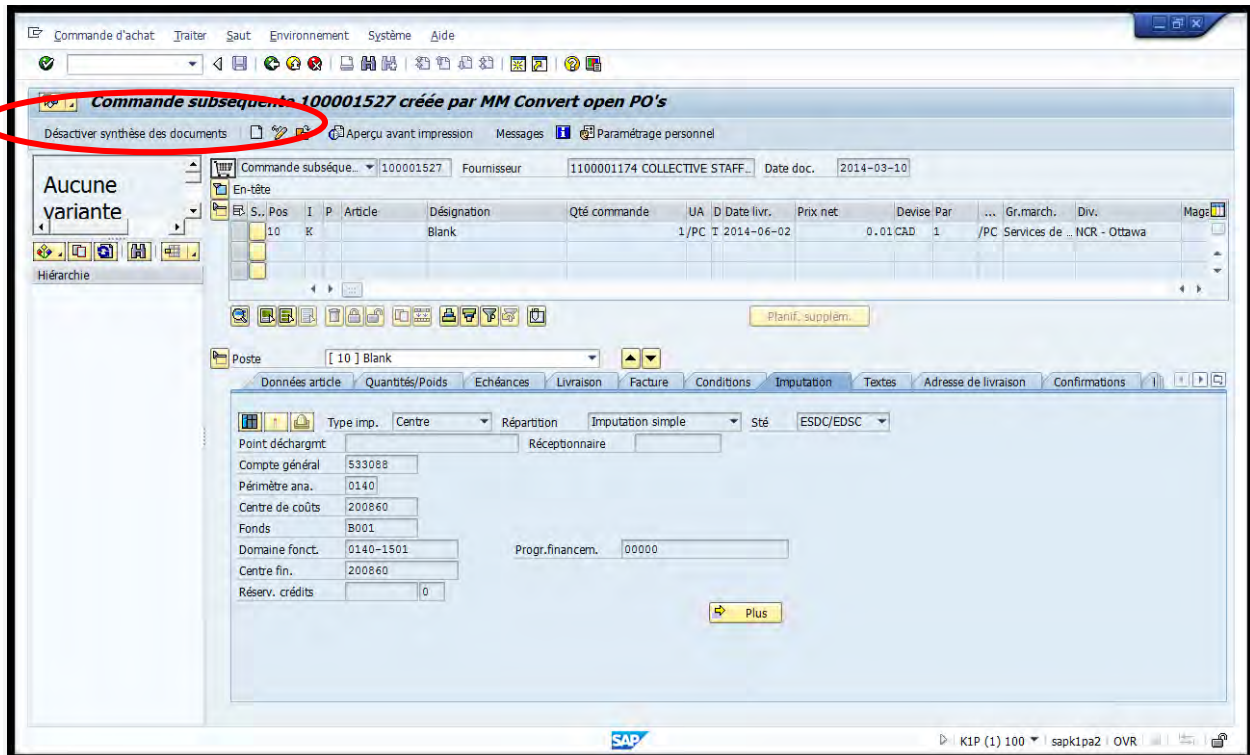 Commande d'achat Traiter Saut Environnement Système Aide
Commande subséquente 100001527 créée par MM Convert open PO's
Désactiver synthèse des documents Aperçu avant impression Messages Paramétrage personnel
Aucune variante
Hiérarchie
Commande subséque... 100001527 Fournisseur 1100001174 COLLECTIVE STAFF... Date doc. 2014-03-10
En-tête
S.. Pos I P Article Désignation Qté commande UA D Date livr. Prix net Devise Par ... Gr.march. Div. Maga
10 K Blank 1/PC T 2014-06-02 0.01 CAD 1 /PC Services de ... NCR - Ottawa
Planif. supplém.
Poste [ 10 ] Blank
Données article Quantités/Poids Echéances Livraison Facture Conditions Imputation Textes Adresse de livraison Confirmations
Type imp. Centre Répartition Imputation simple Sté ESDC/EDSC
Point déchargmt Réceptionnaire
Compte général 533088
Périmètre ana. 0140
Centre de coûts 200860
Fonds B001
Domaine fonct. 0140-1501 Progr.financem. 00000
Centre fin. 200860
Réserv. crédits 0
Plus
SAP K1P (1) 100 sapk1pa2 OVR